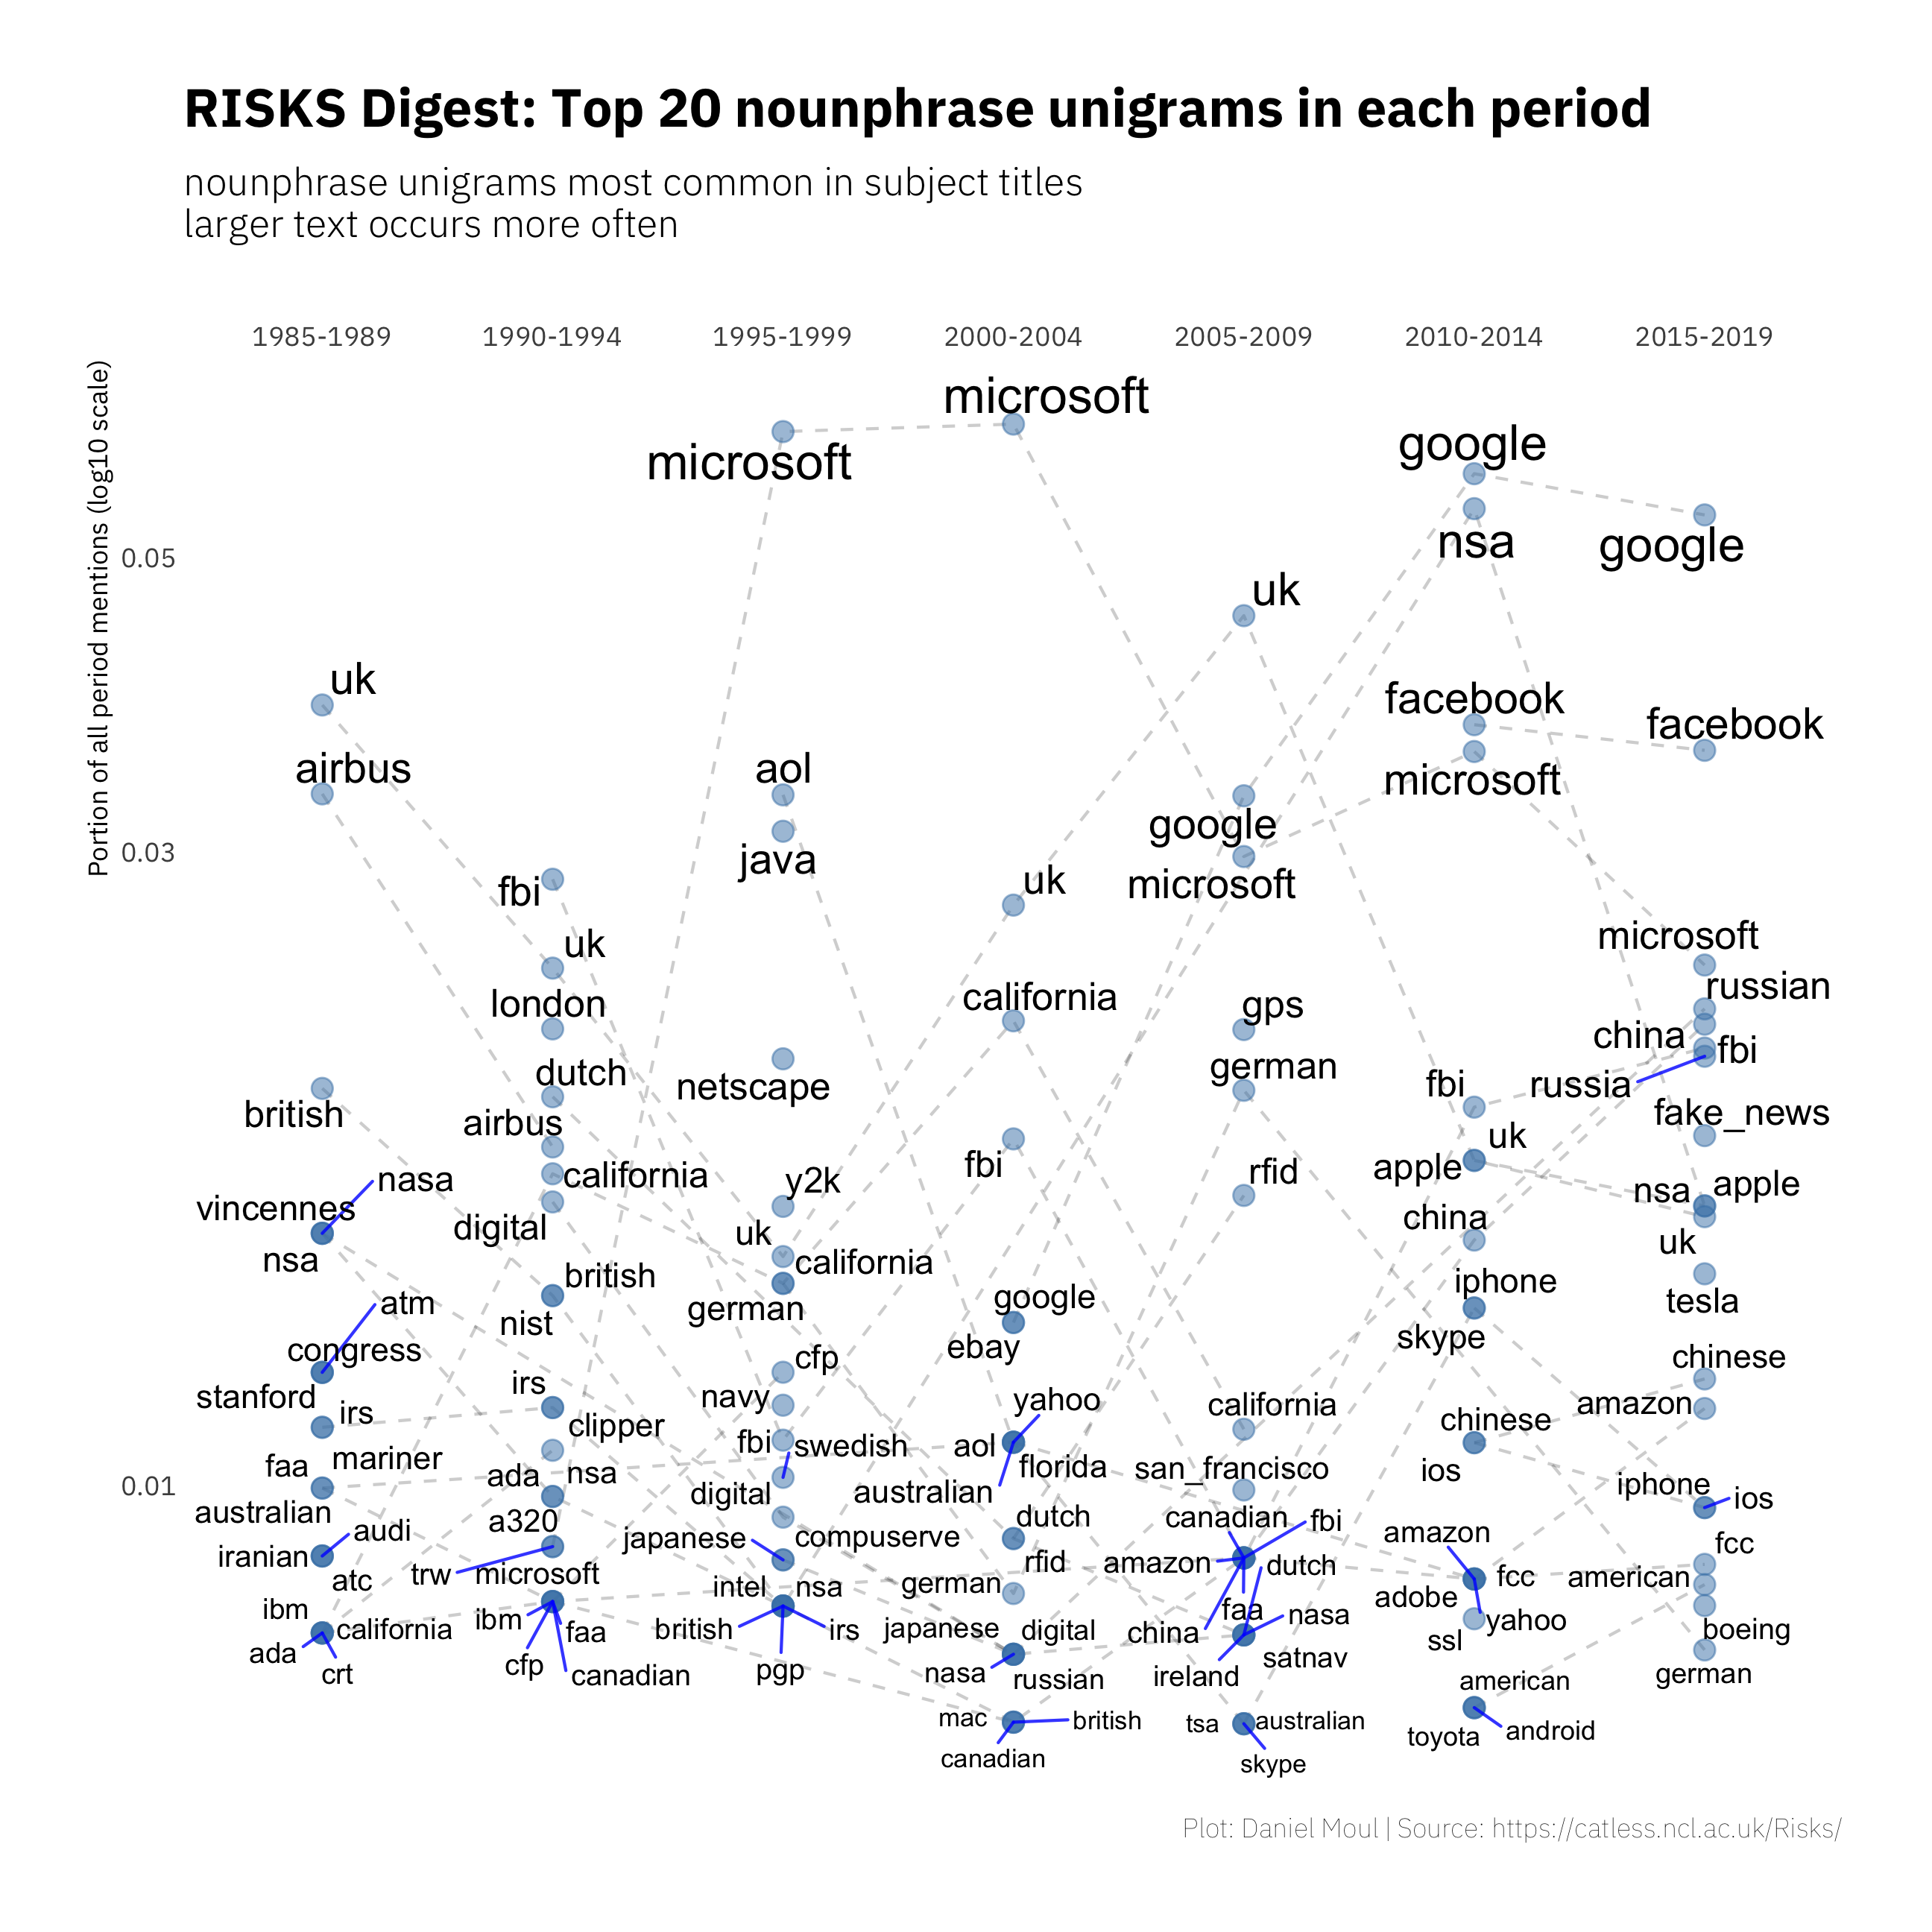 RISKS Digest: Top 20 nounphrase unigrams in each period
nounphrase unigrams most common in subject titles
larger text occurs more often
1985-1989 1990-1994 1995-1999 2000-2004 2005-2009 2010-2014 2015-2019
Portion of all period mentions (log10 scale)
0.05
0.03
0.01
uk
airbus
british
nasa
vincennes
nsa
atm
congress
stanford
irs
mariner
faa
australian
audi
iranian
atc
ibm
california
ada
crt
fbi
uk
london
dutch
airbus
california
digital
british
nist
irs
clipper
nsa
ada
a320
trw
microsoft
ibm
faa
cfp
canadian
microsoft
aol
java
netscape
y2k
uk
california
german
cfp
navy
fbi
swedish
digital
compuserve
japanese
intel
nsa
british
irs
pgp
microsoft
uk
california
fbi
google
ebay
yahoo
aol
florida
australian
dutch
rfid
german
japanese
digital
nasa
russian
mac
british
canadian
uk
google
microsoft
gps
german
rfid
california
san_francisco
canadian
fbi
amazon
dutch
faa
nasa
china
satnav
ireland
tsa
australian
skype
google
nsa
facebook
microsoft
fbi
uk
apple
china
iphone
skype
chinese
ios
amazon
fcc
adobe
yahoo
ssl
american
toyota
android
google
facebook
microsoft
russian
china
fbi
russia
fake_news
nsa
apple
uk
tesla
chinese
amazon
iphone
ios
fcc
american
boeing
german
Plot: Daniel Moul | Source: https://catless.ncl.ac.uk/Risks/